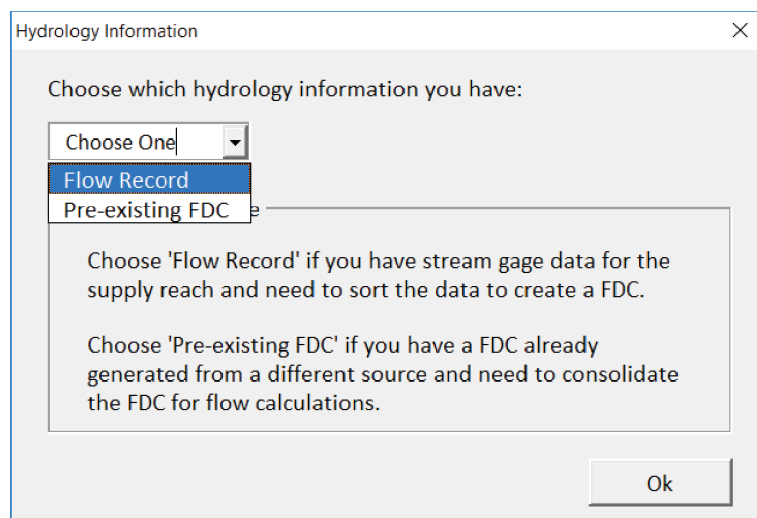 Hydrology Information
Choose which hydrology information you have:
Choose One
Flow Record
Pre-existing FDC
Choose 'Flow Record' if you have stream gage data for the
supply reach and need to sort the data to create a FDC.
Choose 'Pre-existing FDC' if you have a FDC already
generated from a different source and need to consolidate
the FDC for flow calculations.
Ok